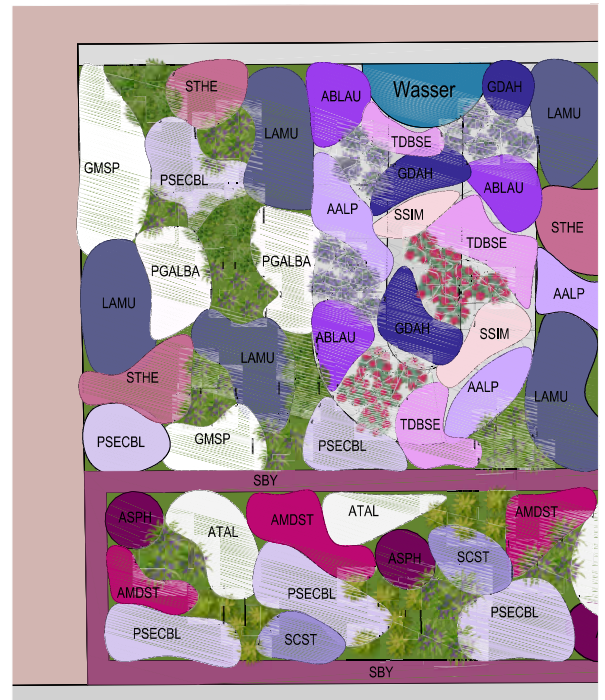 STHE
ABLAU
Wasser
GDAH
LAMU
LAMU
TDBSE
GMSP
PSECBL
GDAH
ABLAU
AALP
SSIM
STHE
TDBSE
PGALBA
PGALBA
LAMU
AALP
ABLAU
GDAH
SSIM
LAMU
STHE
AALP
LAMU
PSECBL
GMSP
PSECBL
TDBSE
SBY
ASPH
ATAL
AMDST
ATAL
AMDST
ASPH
SCST
AMDST
PSECBL
PSECBL
PSECBL
SCST
SBY